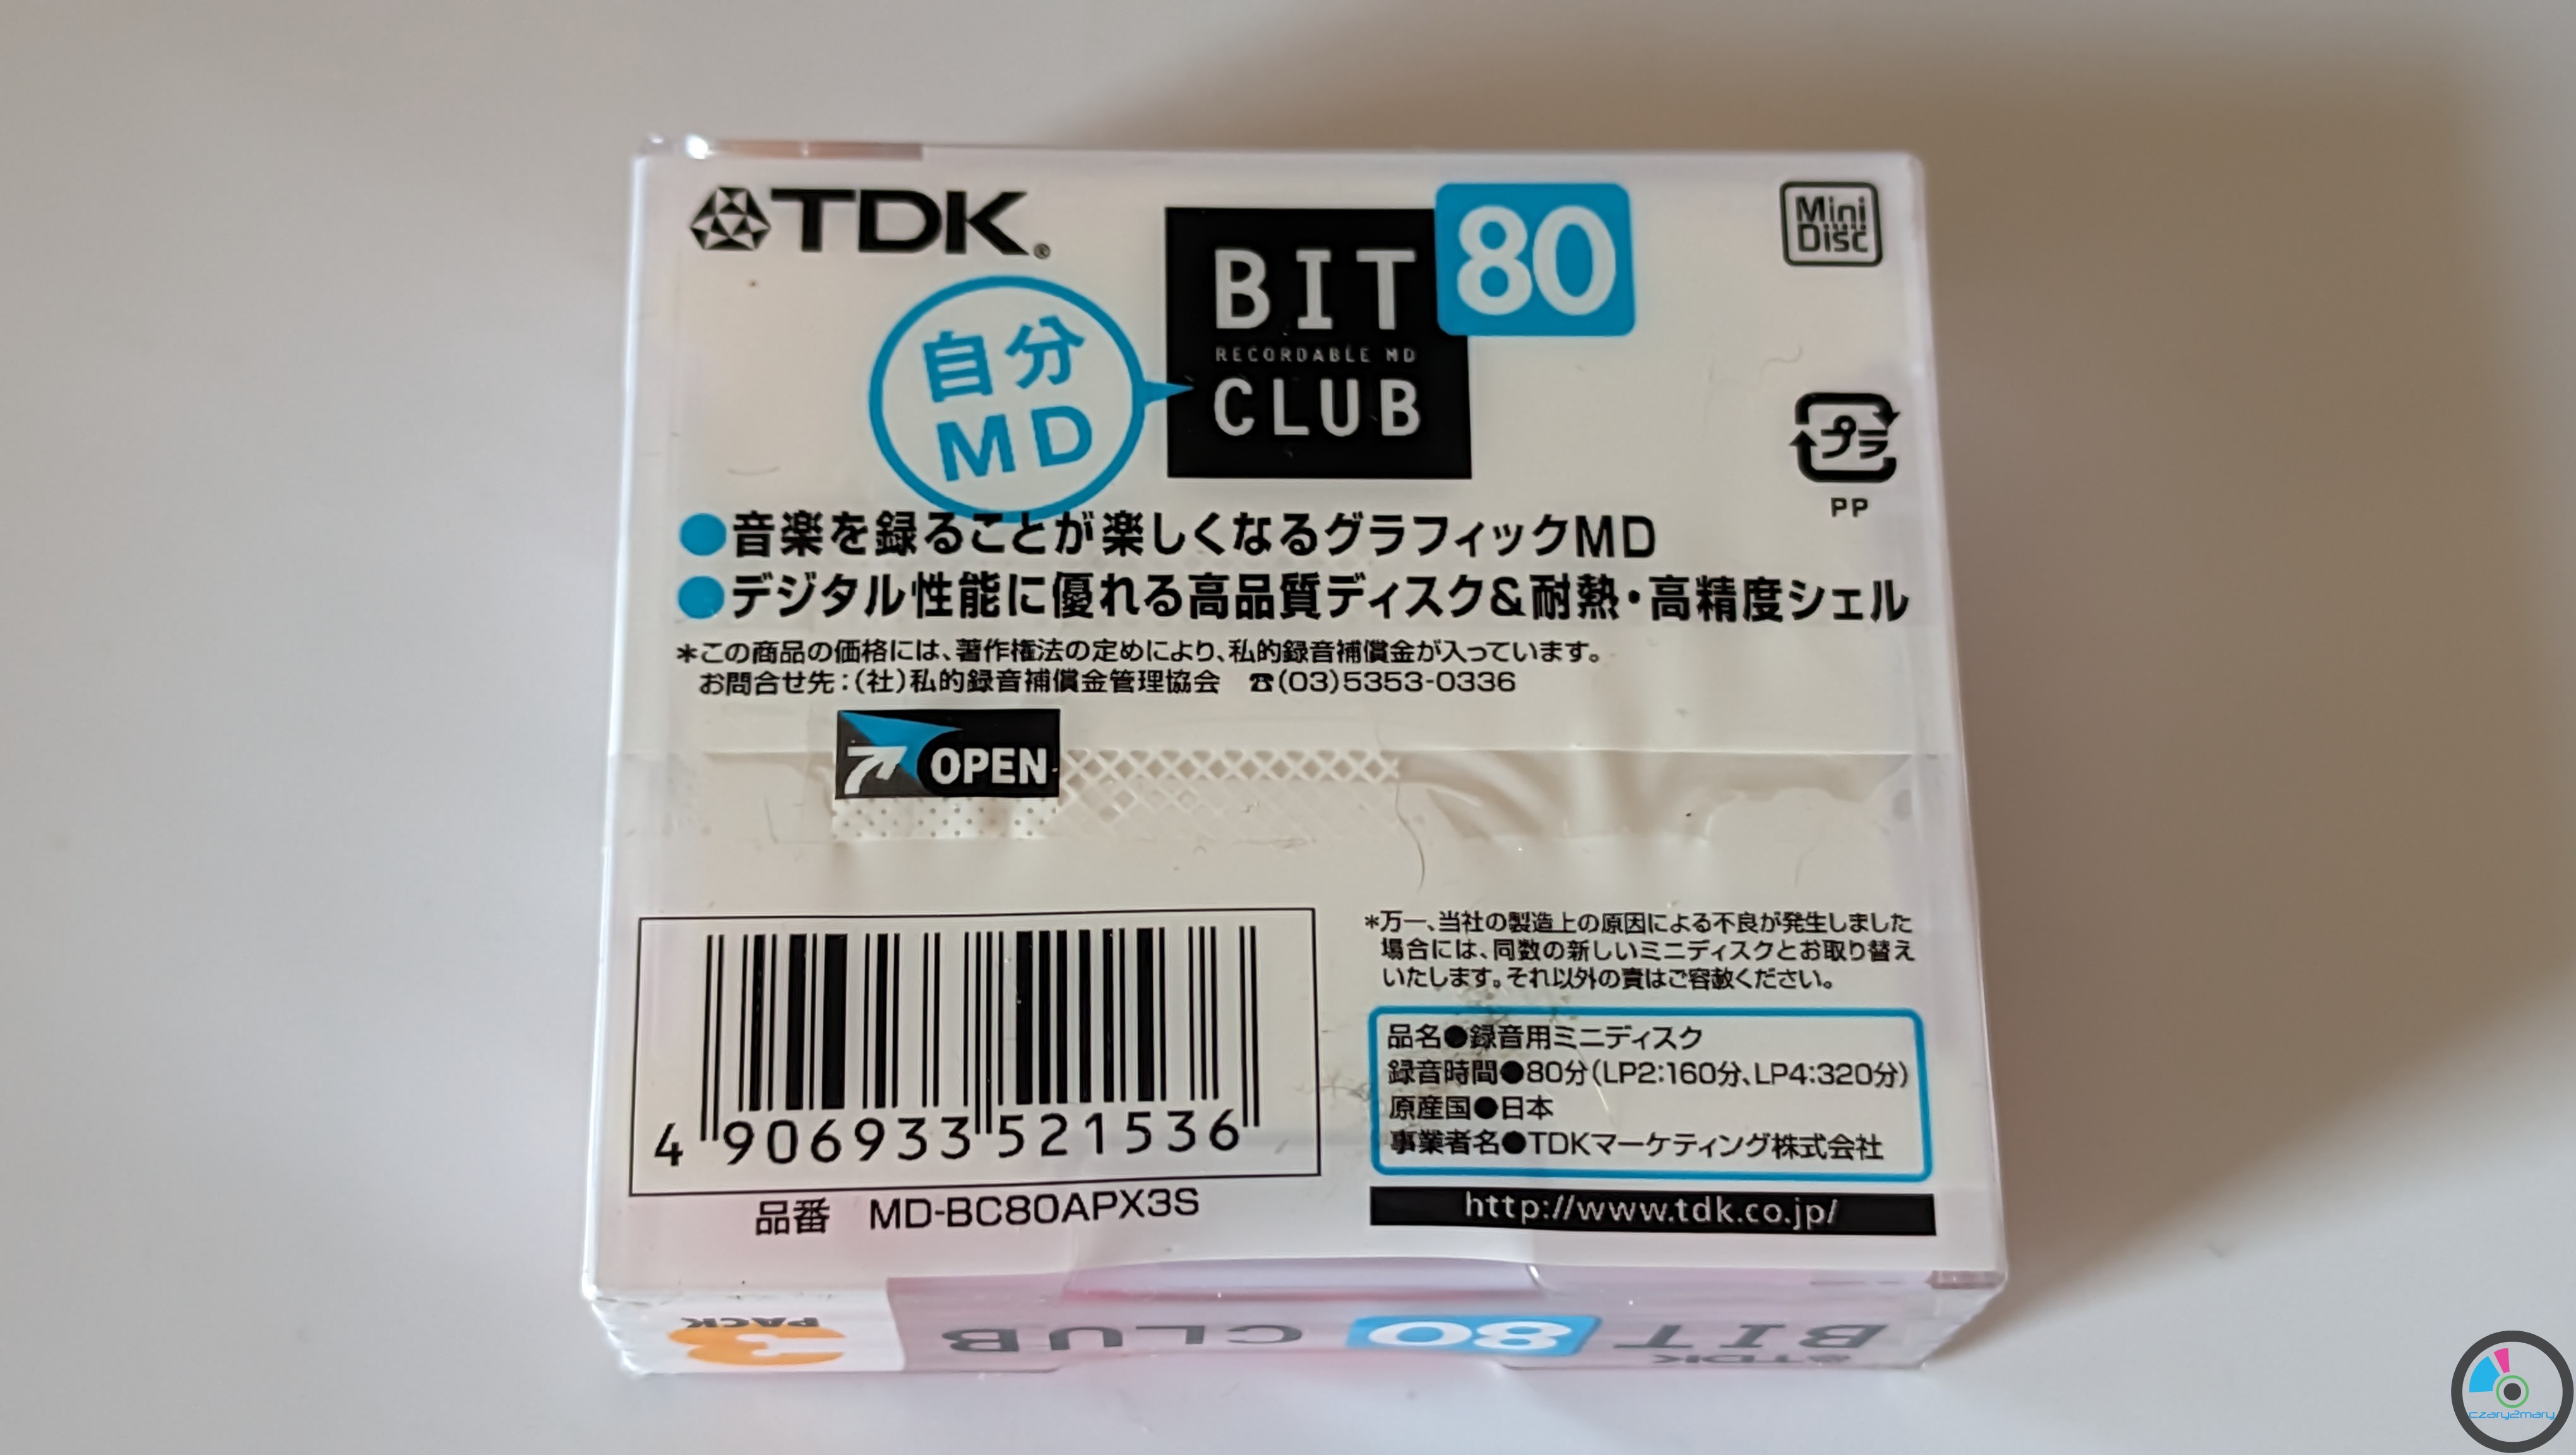 TDK®
BIT
RECORDABLE MD
CLUB
80
Mini
Disc
自分
MD
プラ
PP
●音楽を録ることが楽しくなるグラフィックMD
●デジタル性能に優れる高品質ディスク&耐熱・高精度シェル
*この商品の価格には、著作権法の定めにより、私的録音補償金が入っています。
お問合せ先:(社)私的録音補償金管理協会 ☎(03)5353-0336
OPEN
*万一、当社の製造上の原因による不良が発生しました
場合には、同数の新しいミニディスクとお取り替え
いたします。それ以外の責はご容赦ください。
品名●録音用ミニディスク
録音時間●80分(LP2:160分、LP4:320分)
原産国●日本
事業者名●TDKマーケティング株式会社
http://www.tdk.co.jp/
4 906933 521536
品番 MD-BC80APX3S
3
PACK
BIT 80 CLUB
TDK
czary2mary